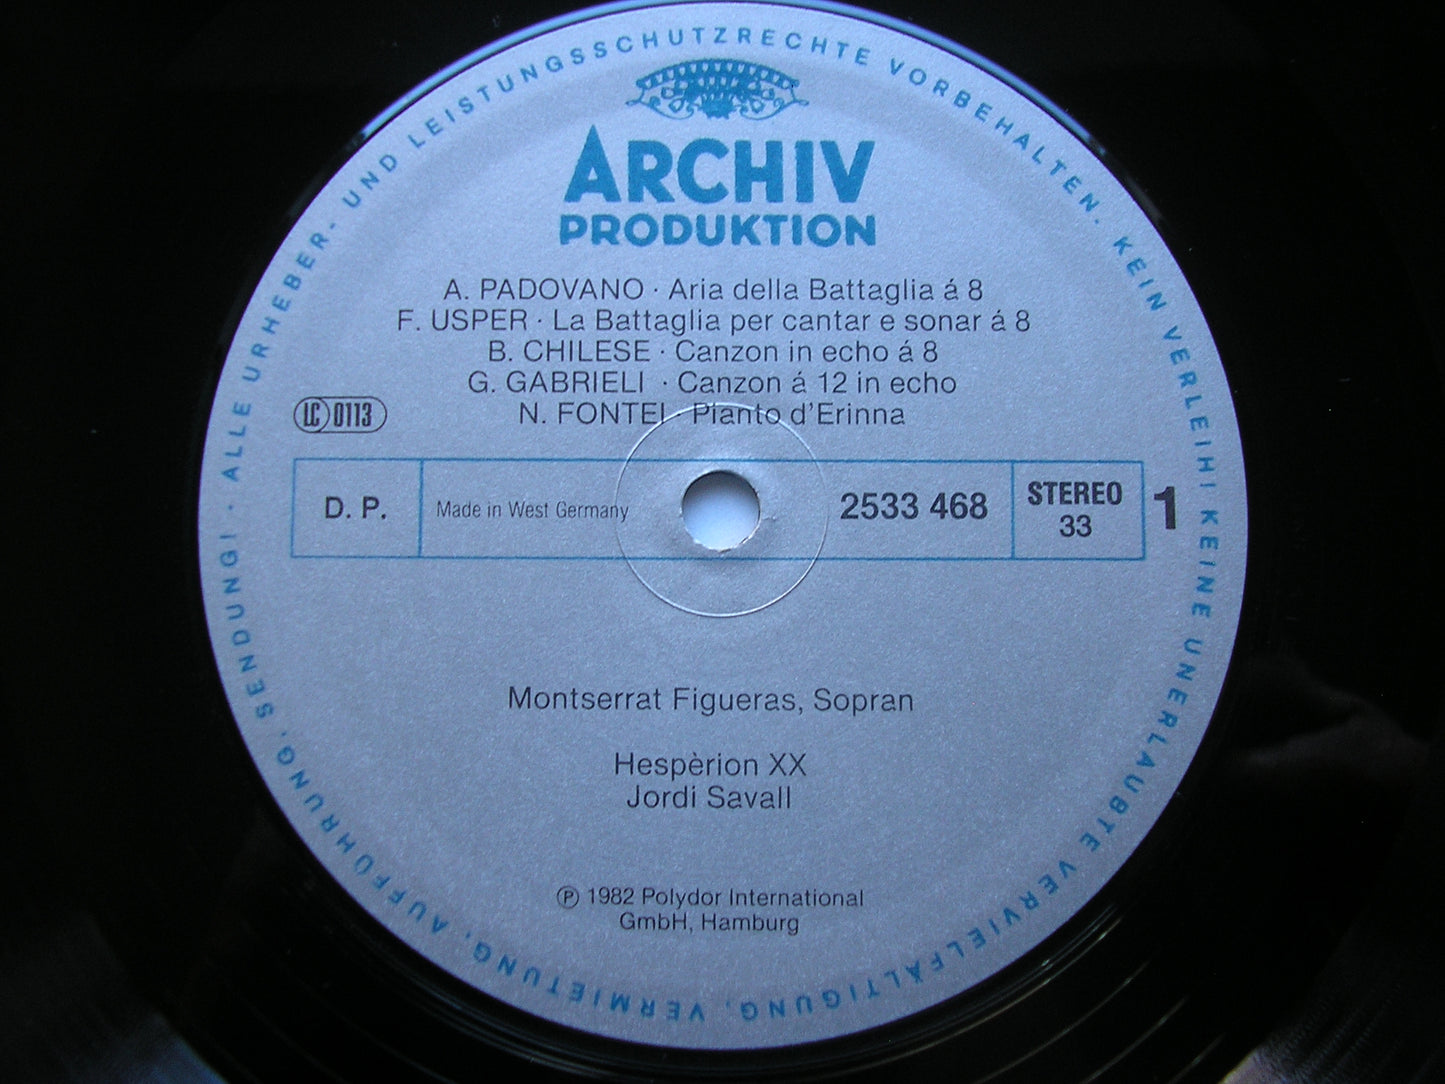 ALLE URHEBER- UND LEISTUNGSSCHUTZRECHTE VORBEHALTEN. KEIN VERLEIH! KEINE UNERLAUBTE VERVIELFÄLTIGUNG, VERMIETUNG, AUFFÜHRUNG, SENDUNG! ·
ARCHIV
PRODUKTION
A. PADOVANO · Aria della Battaglia á 8
F. USPER · La Battaglia per cantar e sonar á 8
B. CHILESE · Canzon in echo á 8
G. GABRIELI · Canzon á 12 in echo
N. FONTEI · Pianto d'Erinna
LC 0113
D. P.
Made in West Germany
2533 468
STEREO
33
1
Montserrat Figueras, Sopran
Hespèrion XX
Jordi Savall
℗ 1982 Polydor International
GmbH, Hamburg